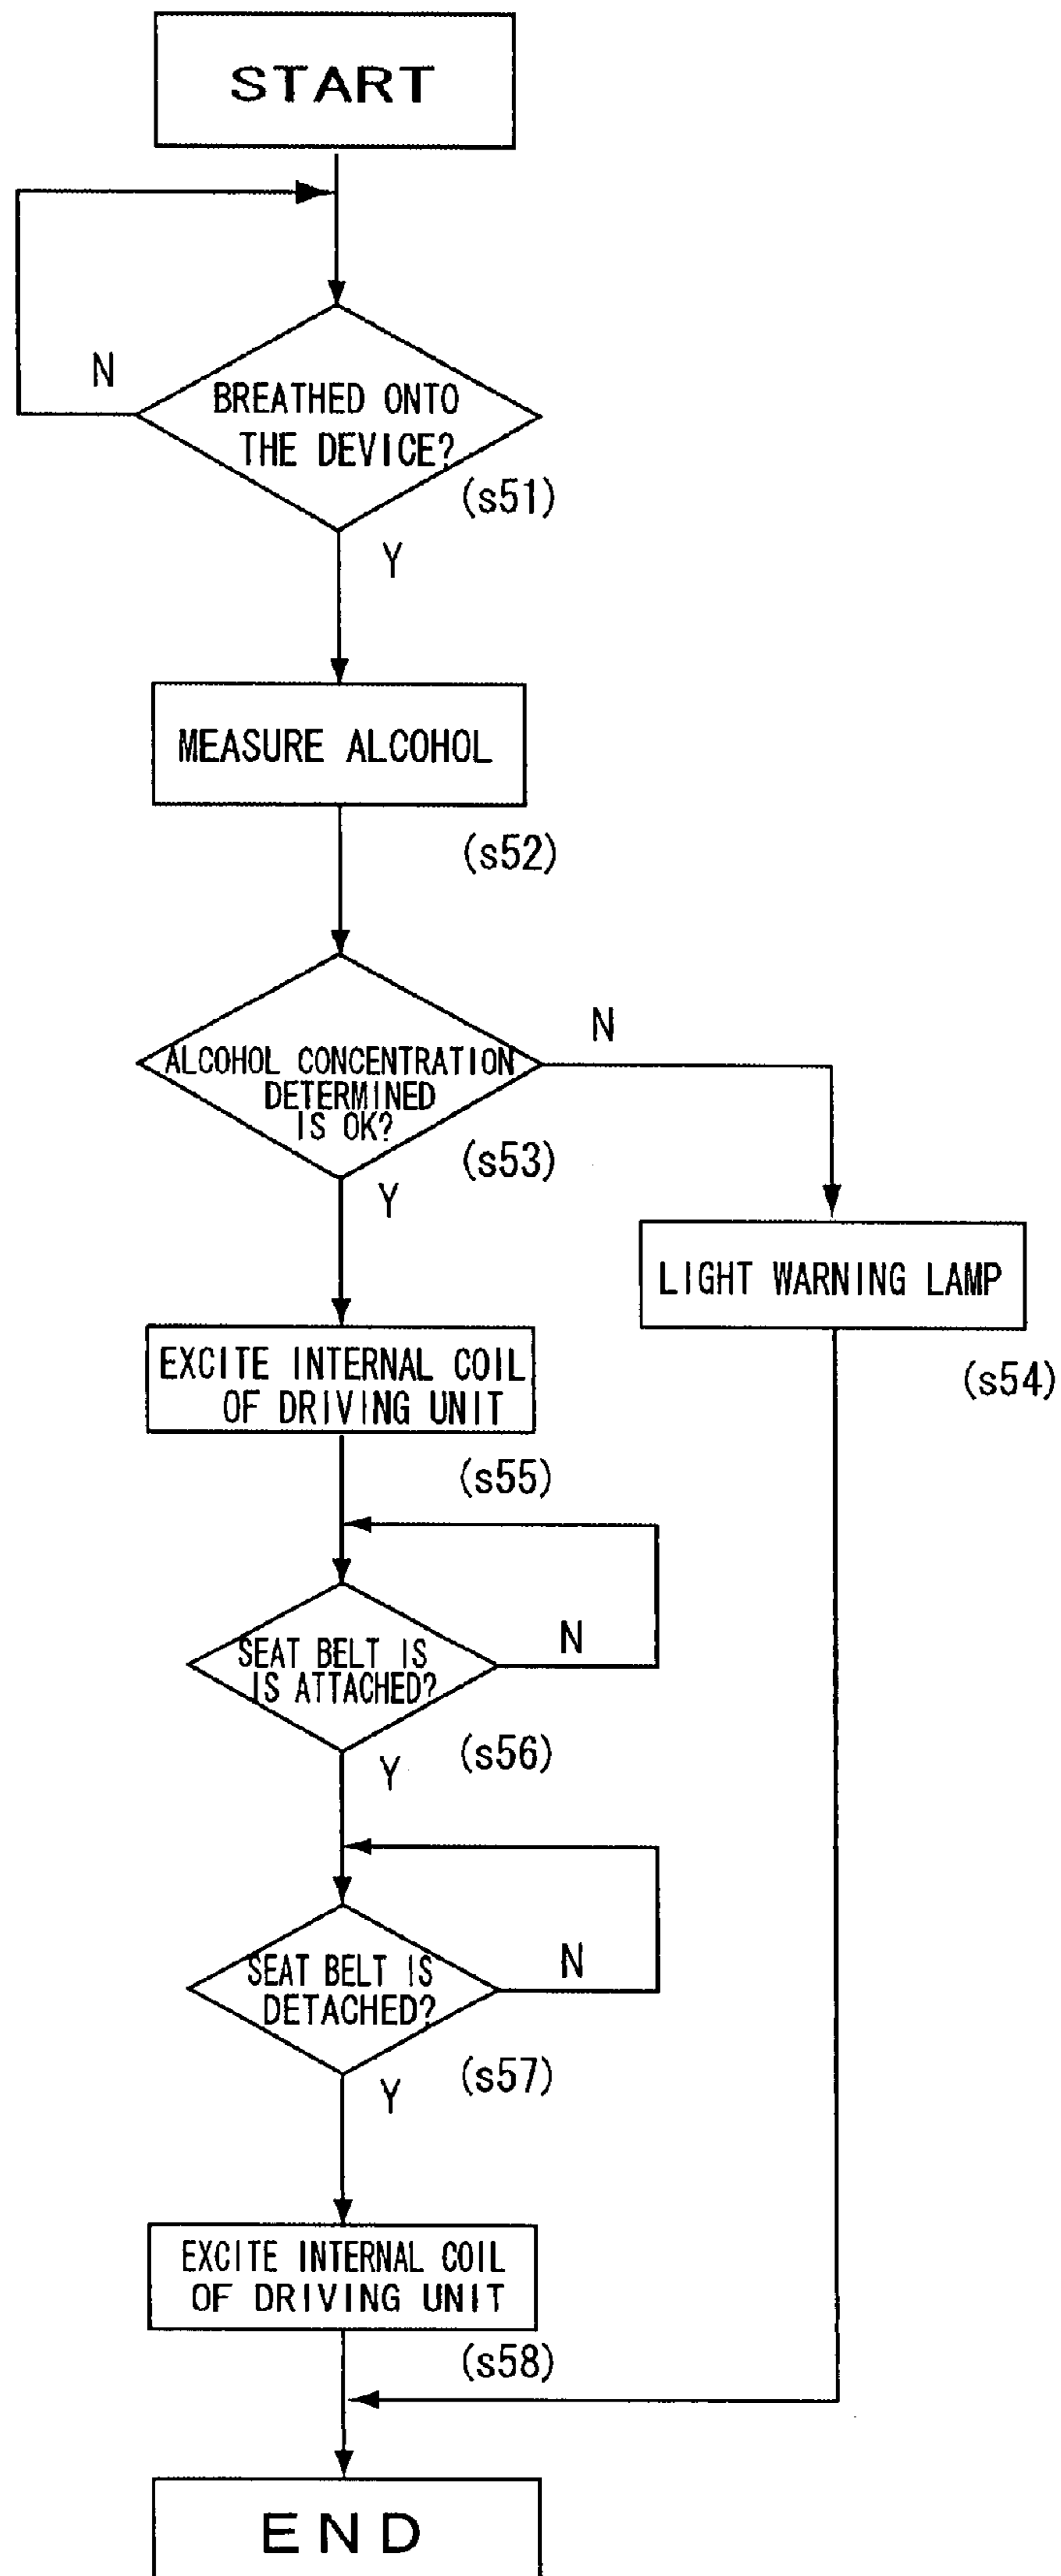 START
N
BREATHED ONTO
THE DEVICE?
(s51)
Y
MEASURE ALCOHOL
(s52)
N
ALCOHOL CONCENTRATION
DETERMINED
IS OK?
(s53)
Y
LIGHT WARNING LAMP
(s54)
EXCITE INTERNAL COIL
OF DRIVING UNIT
(s55)
N
SEAT BELT IS
IS ATTACHED?
(s56)
Y
N
SEAT BELT IS
DETACHED?
(s57)
Y
EXCITE INTERNAL COIL
OF DRIVING UNIT
(s58)
END